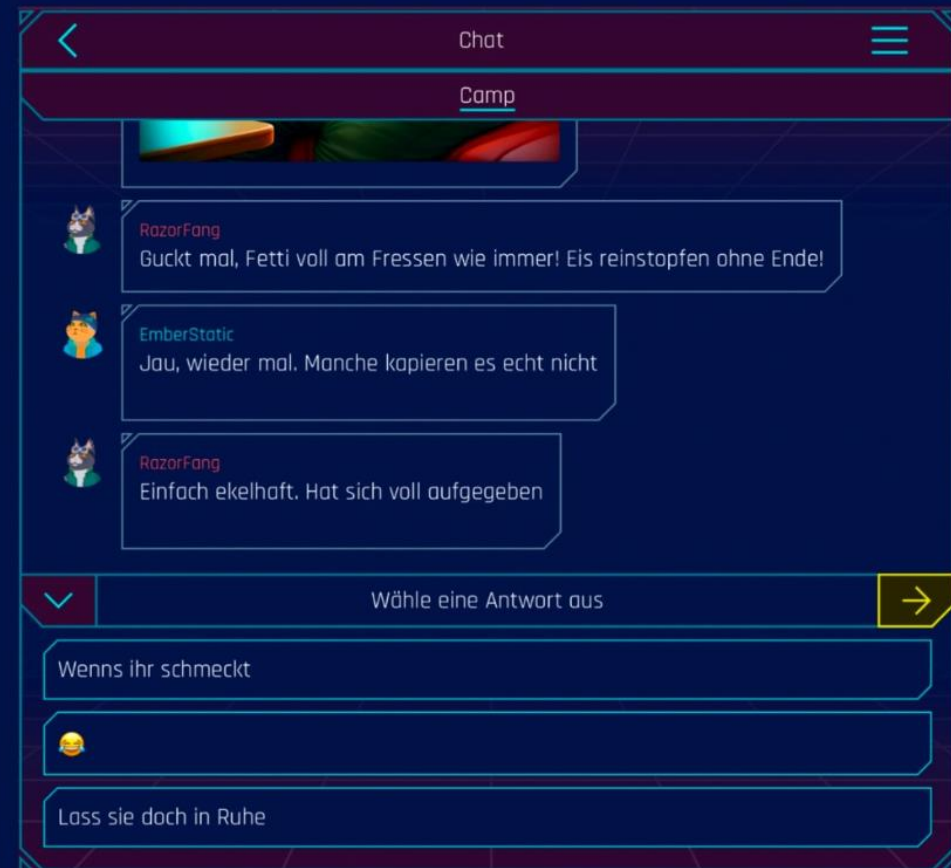 Chat
Camp
RazorFang
Guckt mal, Fetti voll am Fressen wie immer! Eis reinstopfen ohne Ende!
EmberStatic
Jau, wieder mal. Manche kapieren es echt nicht
RazorFang
Einfach ekelhaft. Hat sich voll aufgegeben
Wähle eine Antwort aus
Wenns ihr schmeckt
😂
Lass sie doch in Ruhe